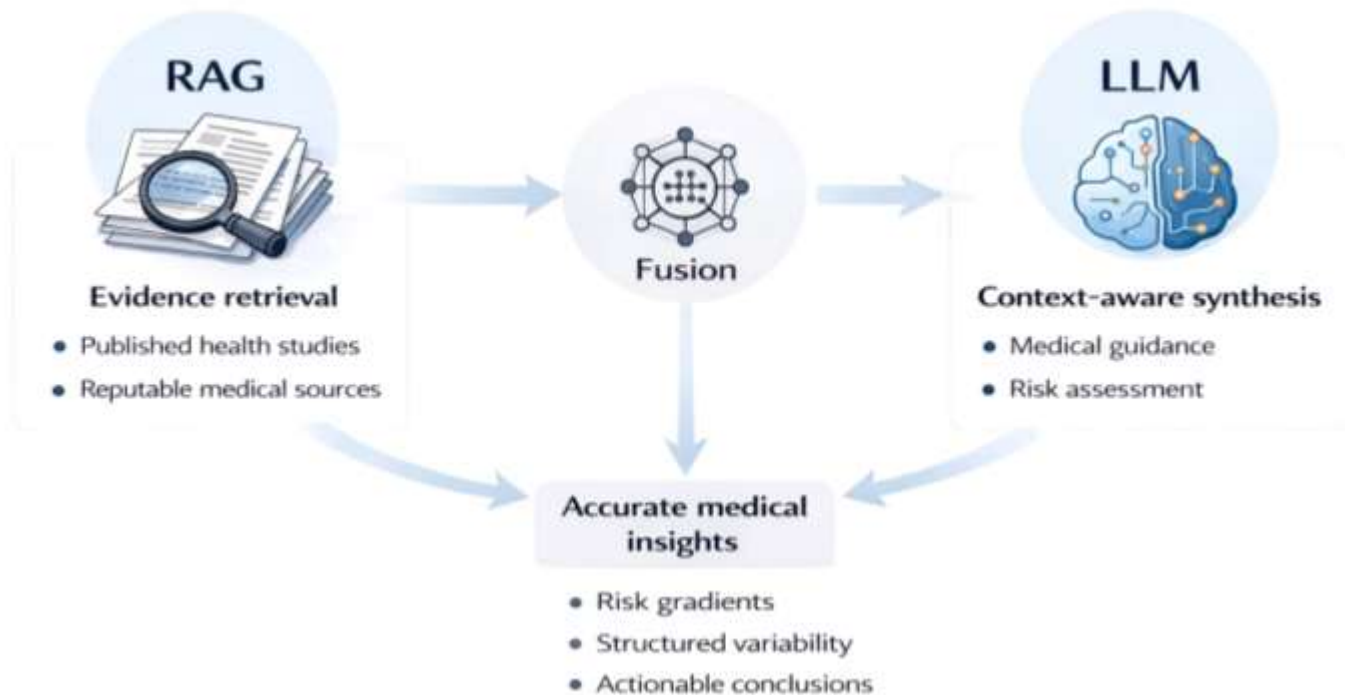 RAG
Evidence retrieval
• Published health studies
• Reputable medical sources
Fusion
LLM
Context-aware synthesis
• Medical guidance
• Risk assessment
Accurate medical
insights
• Risk gradients
• Structured variability
• Actionable conclusions